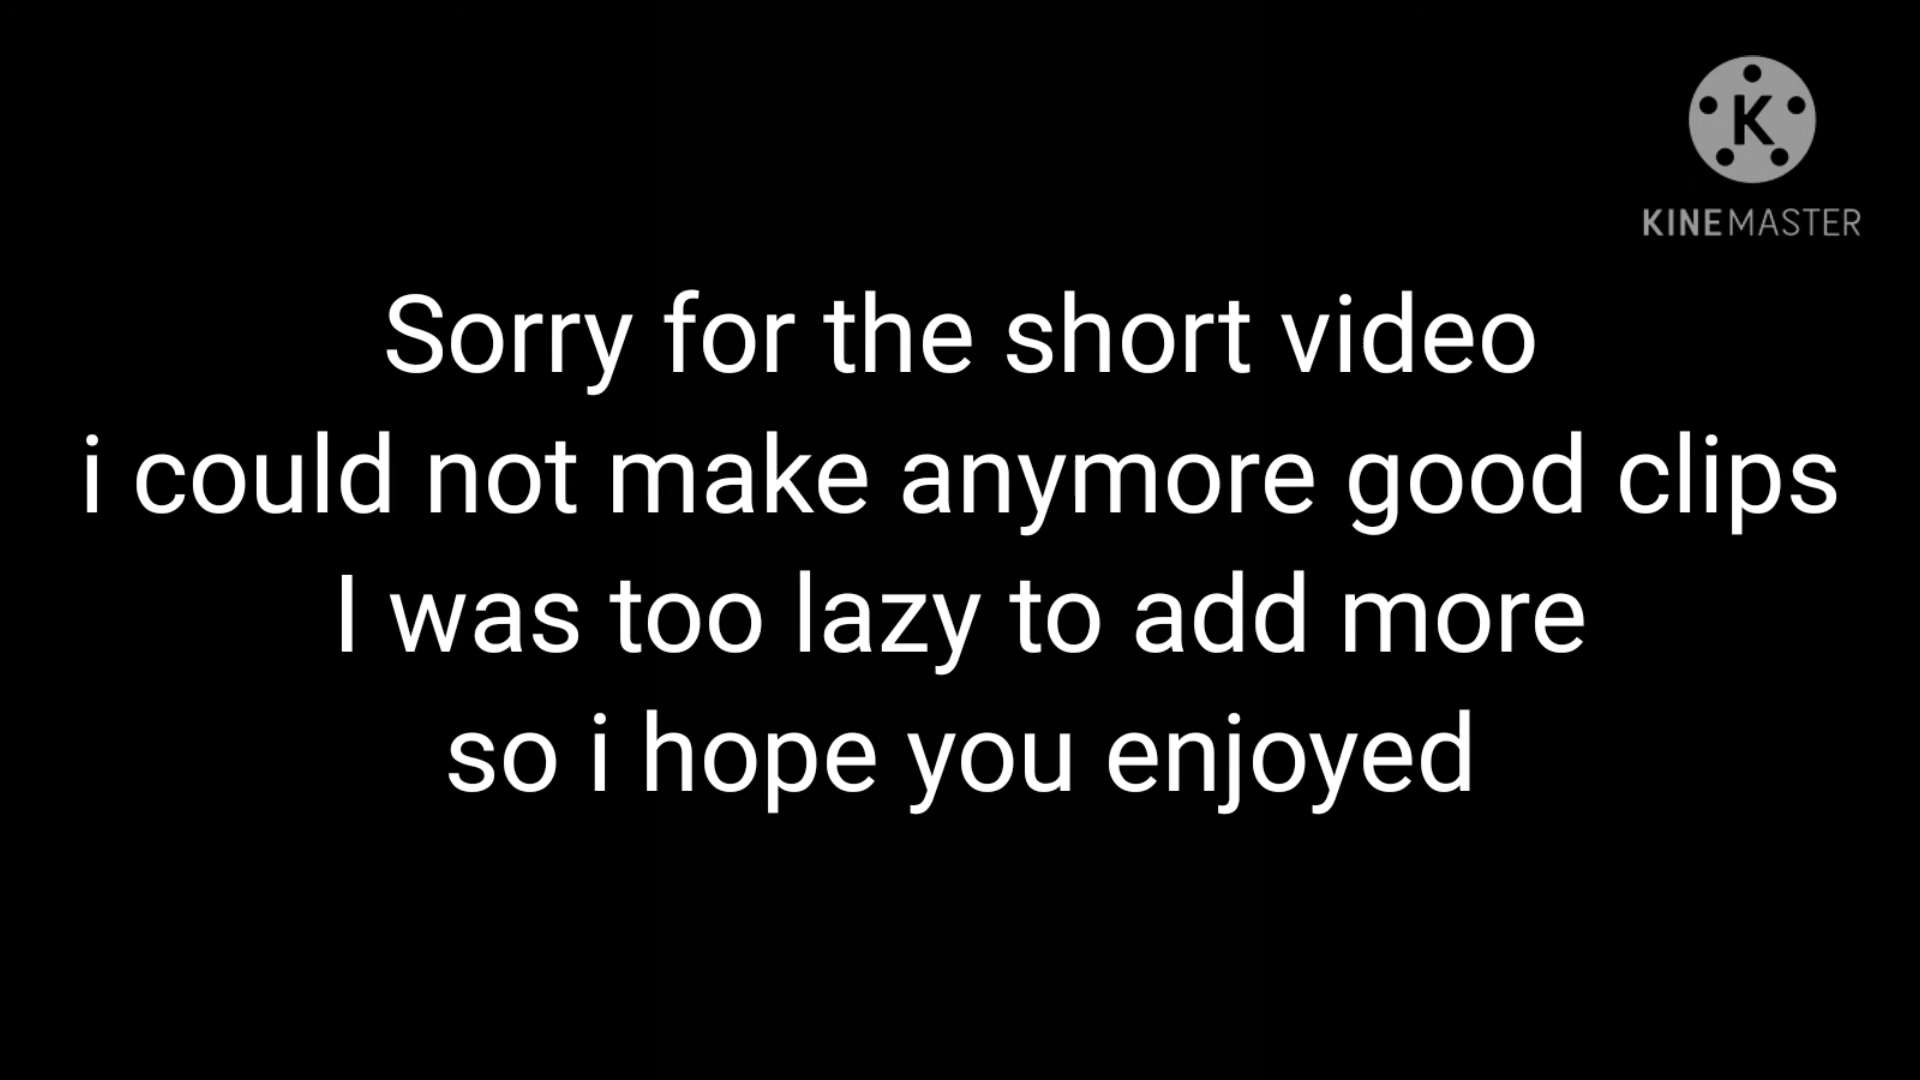 K
KINEMASTER
Sorry for the short video
i could not make anymore good clips
I was too lazy to add more
so i hope you enjoyed